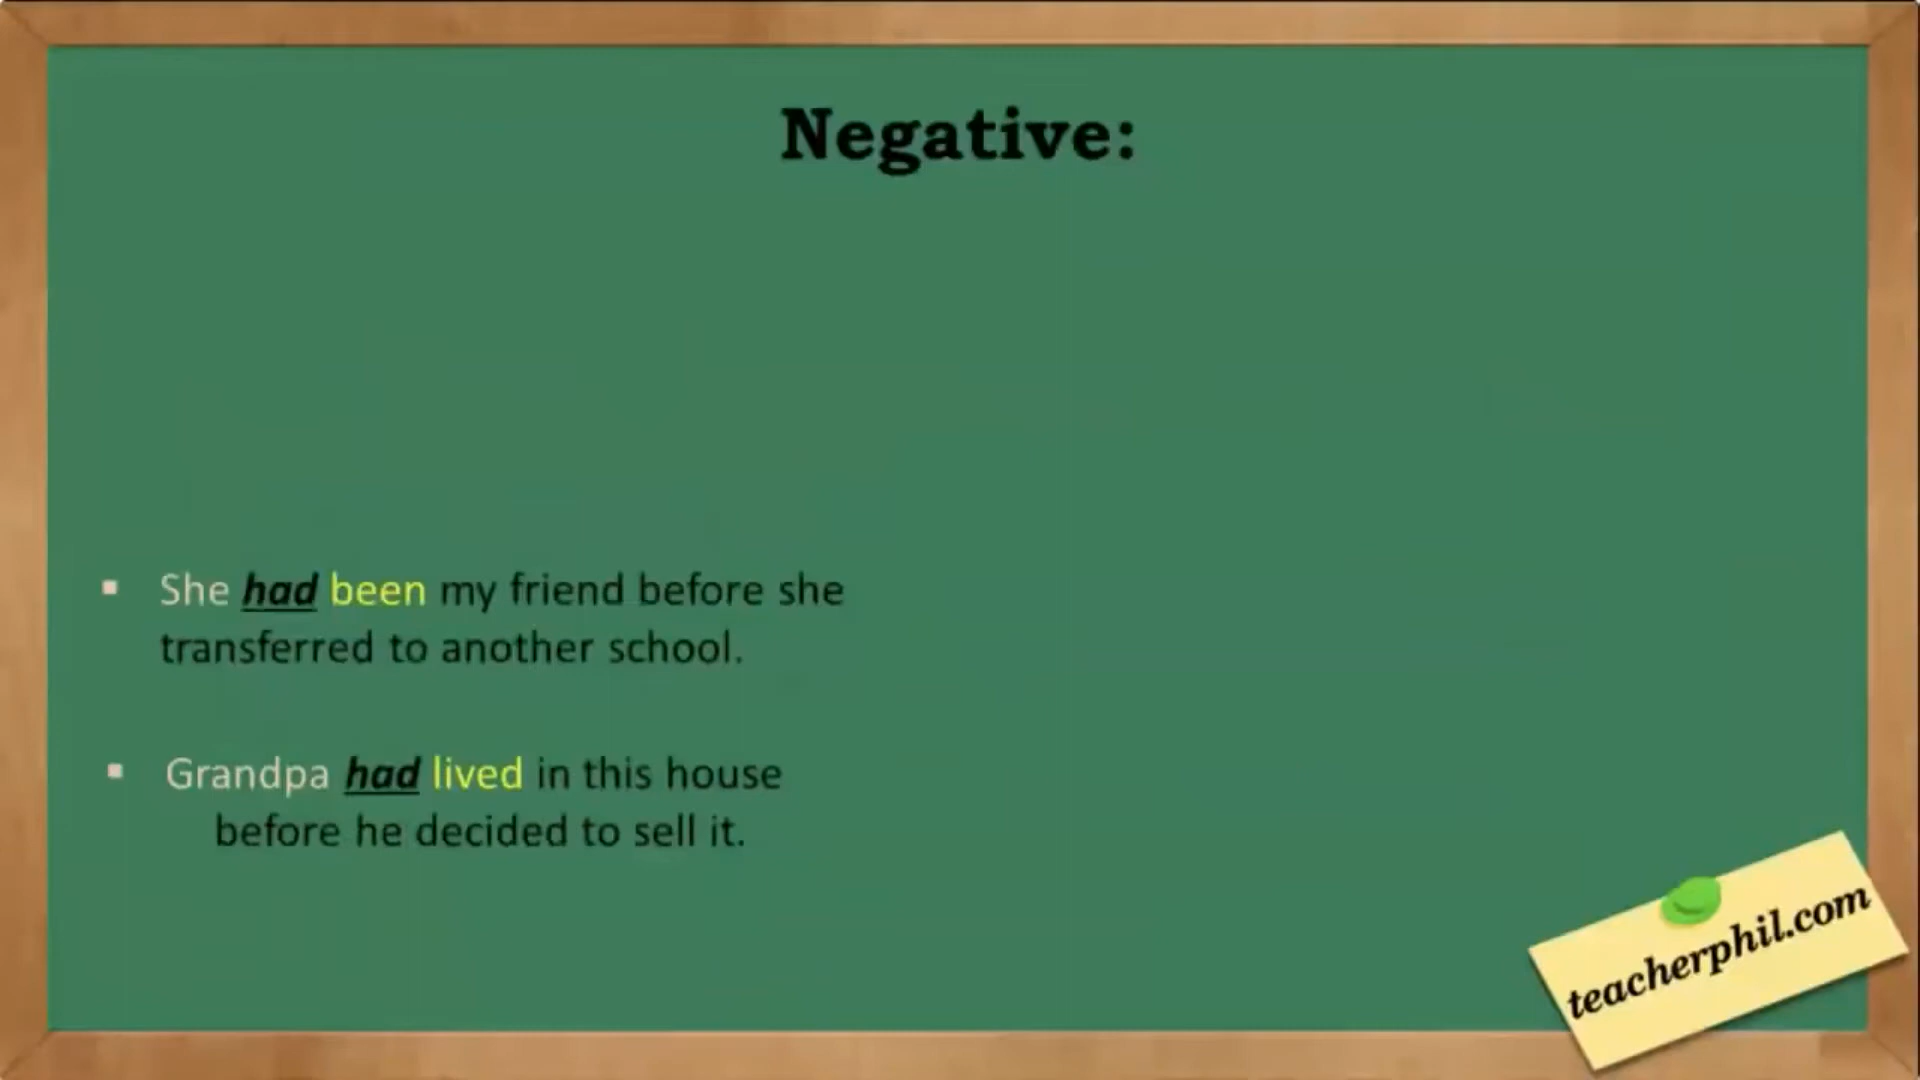 Negative:
▪ She had been my friend before she
transferred to another school.
▪ Grandpa had lived in this house
before he decided to sell it.
teacherphil.com